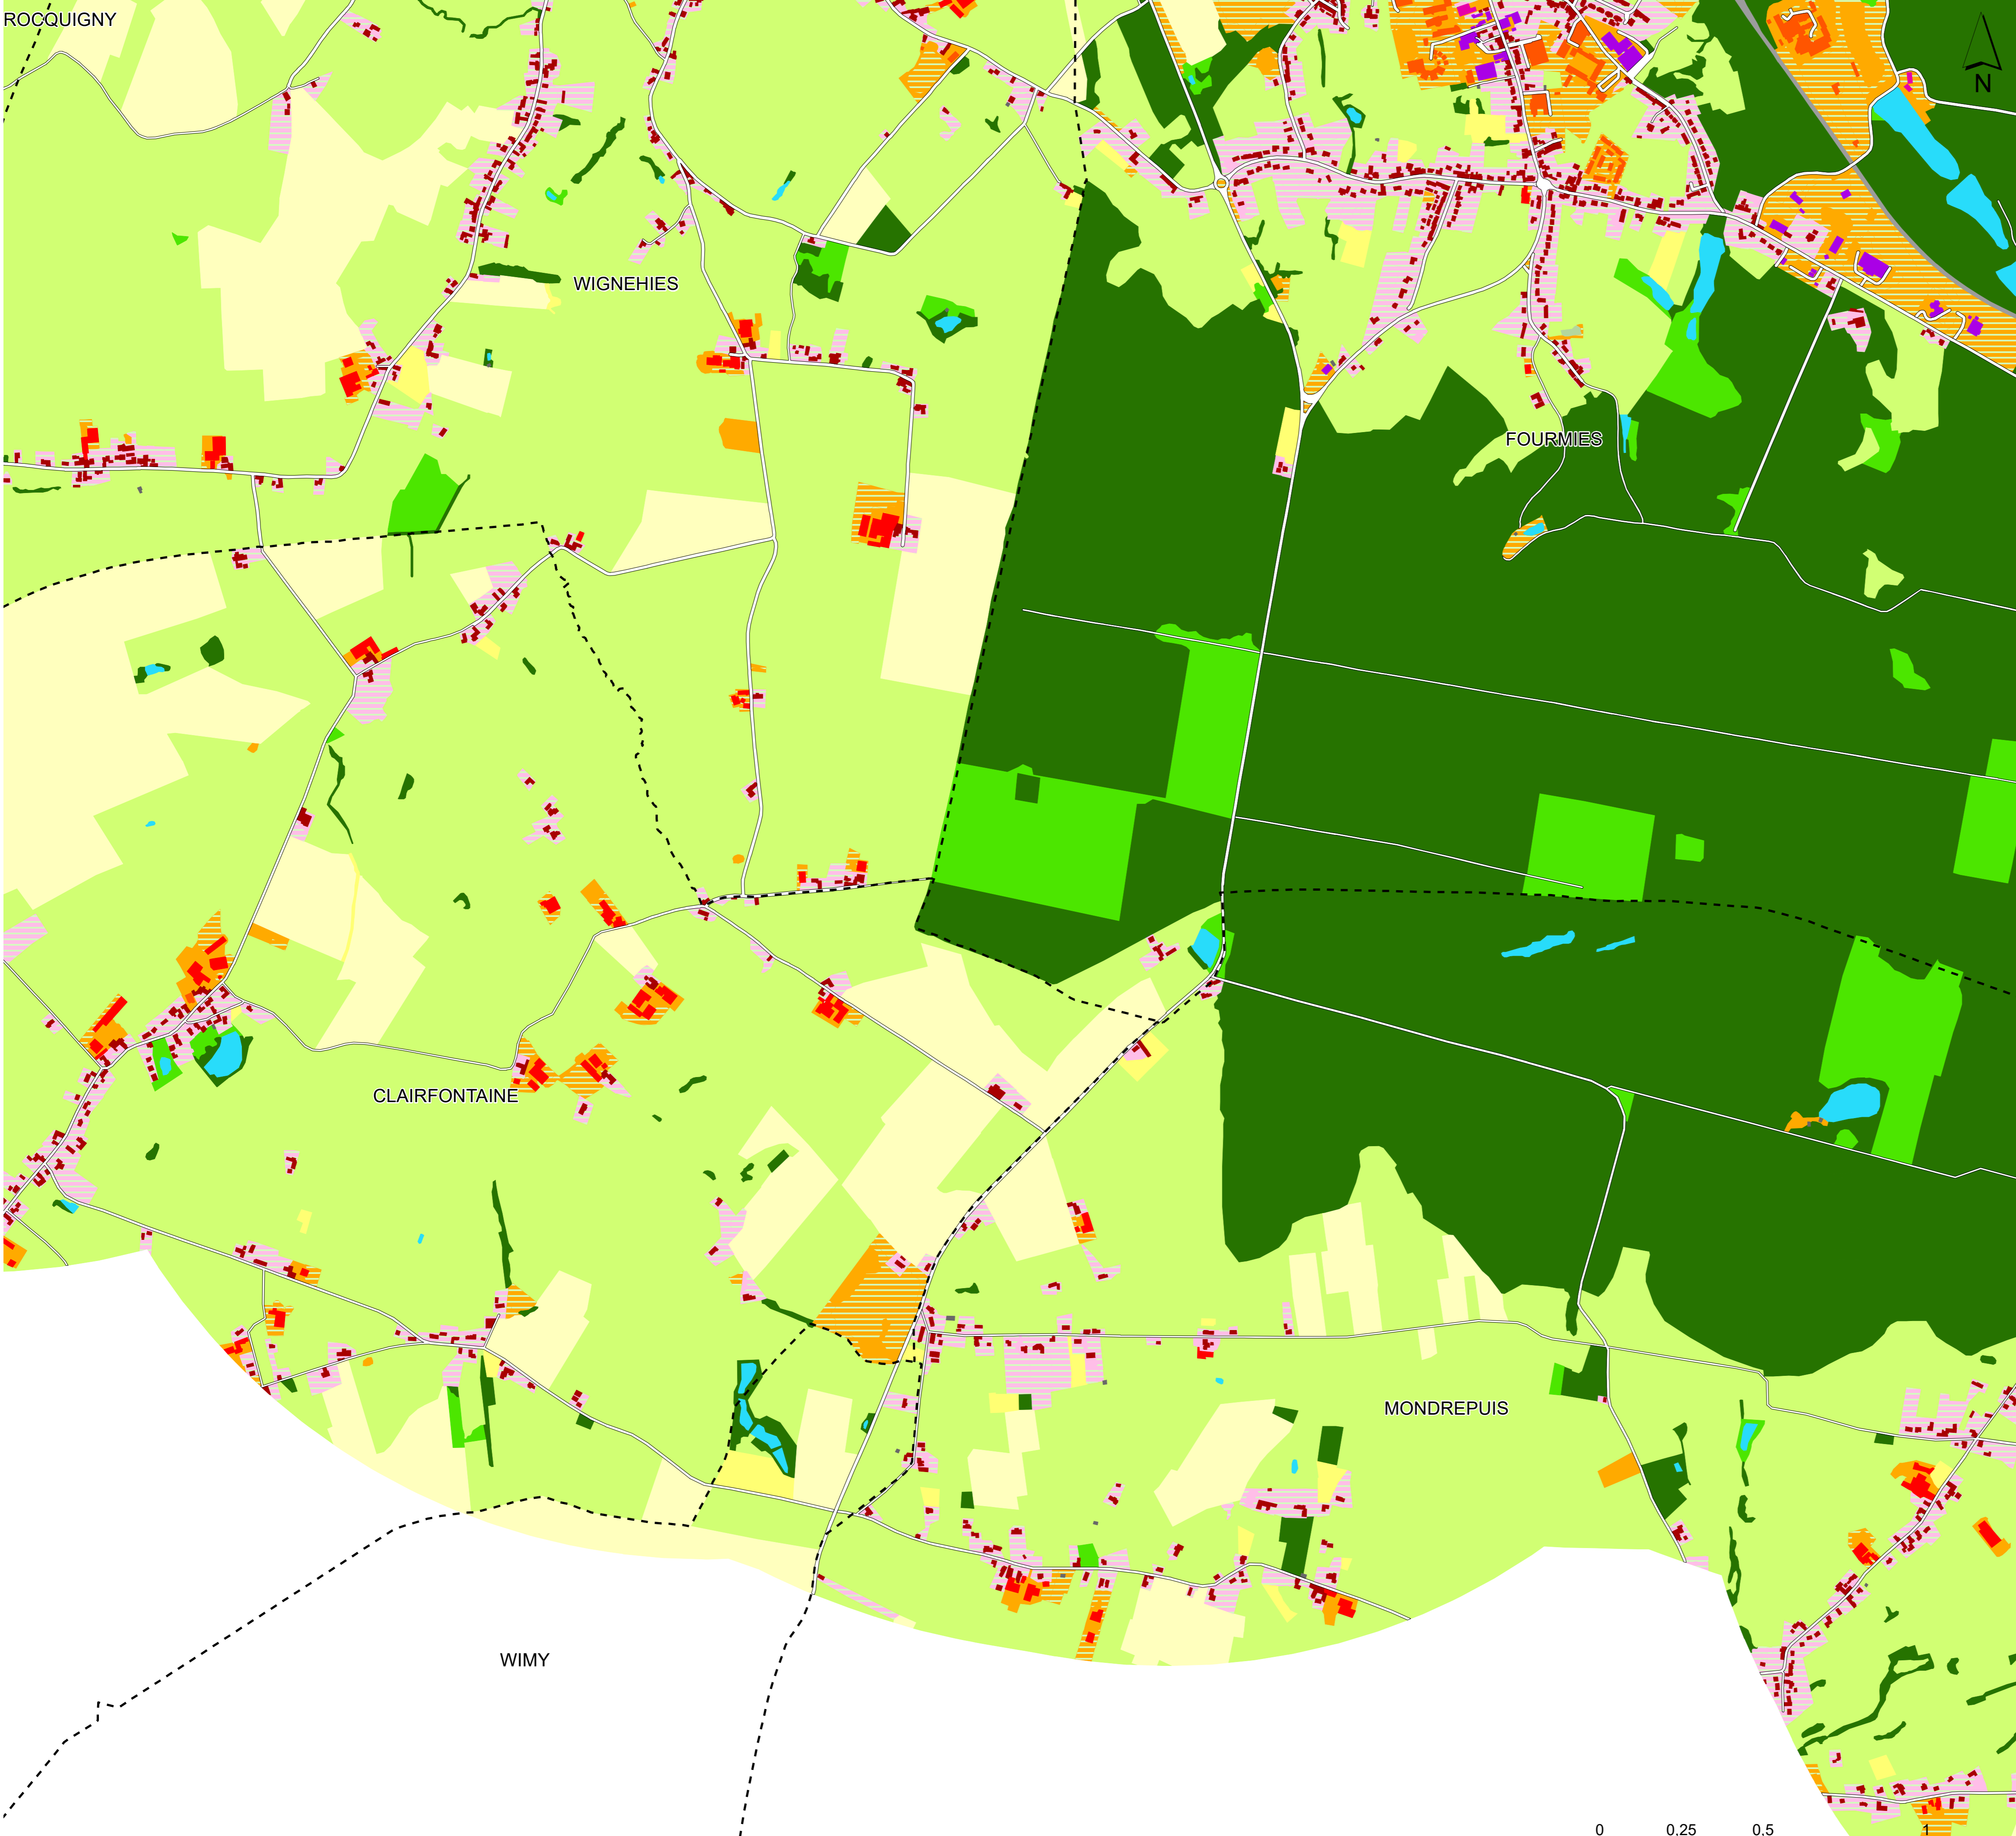 ROCQUIGNY
N
WIGNEHIES
FOURMIES
CLAIRFONTAINE
MONDREPUIS
WIMY
0 0.25 0.5 1